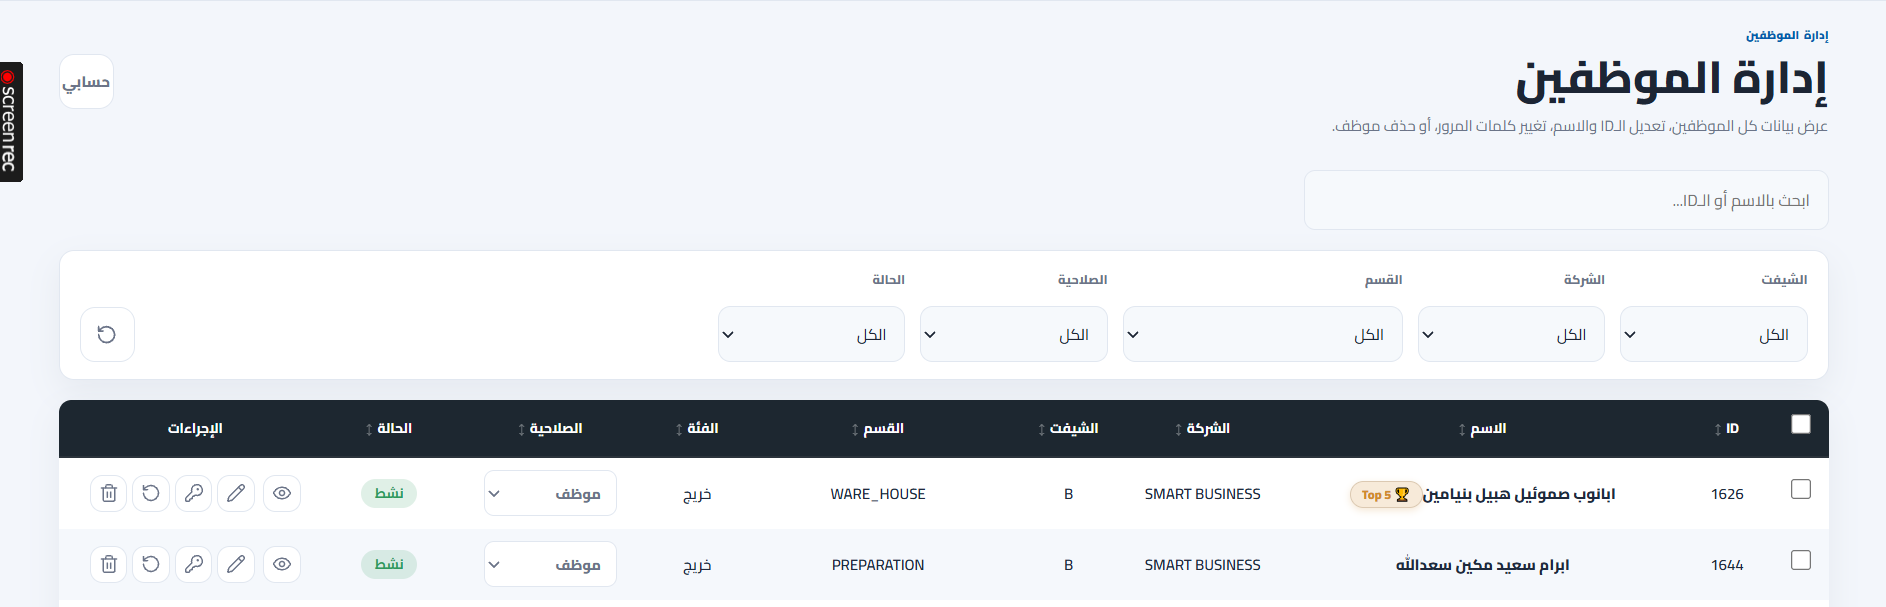 إدارة الموظفين
إدارة الموظفين
حسابي
عرض بيانات كل الموظفين، تعديل الـID والاسم، تغيير كلمات المرور، أو حذف موظف.
screenrec
ابحث بالاسم أو الـID...
الشيفت الشركة القسم الصلاحية الحالة
الكل الكل الكل الكل الكل
ID الاسم الشركة الشيفت القسم الفئة الصلاحية الحالة الإجراءات
1626 ابانوب صموئيل هبيل بنيامين 🏆 Top 5 SMART BUSINESS B WARE_HOUSE خريج موظف نشط
1644 ابرام سعيد مكين سعدالله SMART BUSINESS B PREPARATION خريج موظف نشط